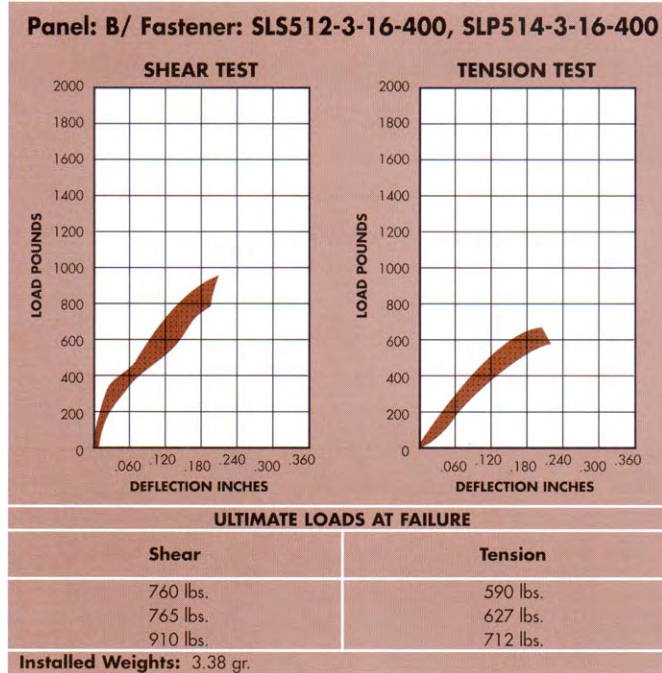 Panel: B/ Fastener: SLS512-3-16-400, SLP514-3-16-400
SHEAR TEST
2000
1800
1600
1400
1200
1000
800
600
400
200
0
LOAD POUNDS
.060 .120 .180 .240 .300 .360
DEFLECTION INCHES
TENSION TEST
2000
1800
1600
1400
1200
1000
800
600
400
200
0
LOAD POUNDS
.060 .120 .180 .240 .300 .360
DEFLECTION INCHES
ULTIMATE LOADS AT FAILURE
Shear Tension
760 lbs. 590 lbs.
765 lbs. 627 lbs.
910 lbs. 712 lbs.
Installed Weights: 3.38 gr.